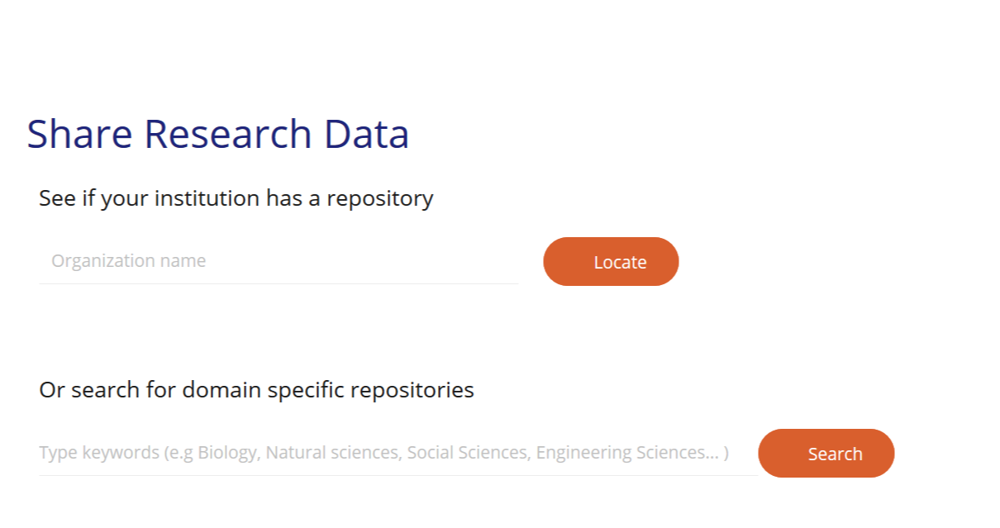 Share Research Data
See if your institution has a repository
Organization name
Locate
Or search for domain specific repositories
Type keywords (e.g Biology, Natural sciences, Social Sciences, Engineering Sciences... )
Search